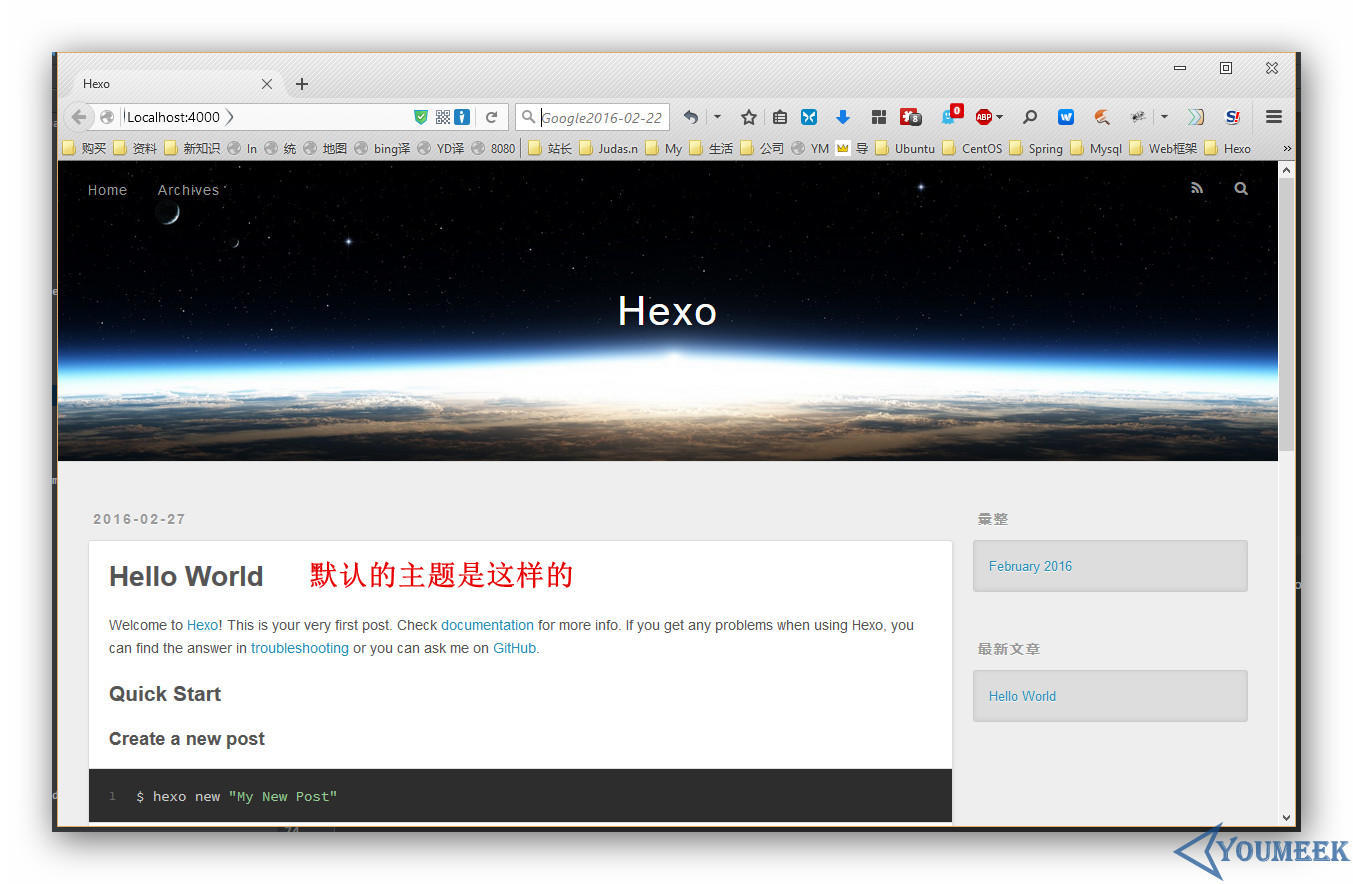 Hexo
Localhost:4000
Google2016-02-22
8
0
ABP
W
S!
购买 资料 新知识 In 统 地图 bing译 YD译 8080 站长 Judas.n My 生活 公司 YM 导 Ubuntu CentOS Spring Mysql Web框架 Hexo »
Home Archives
Hexo
2016-02-27
Hello World 默认的主题是这样的
Welcome to Hexo! This is your very first post. Check documentation for more info. If you get any problems when using Hexo, you
can find the answer in troubleshooting or you can ask me on GitHub.
Quick Start
Create a new post
1 $ hexo new "My New Post"
彙整
February 2016
最新文章
Hello World
YOUMEEK